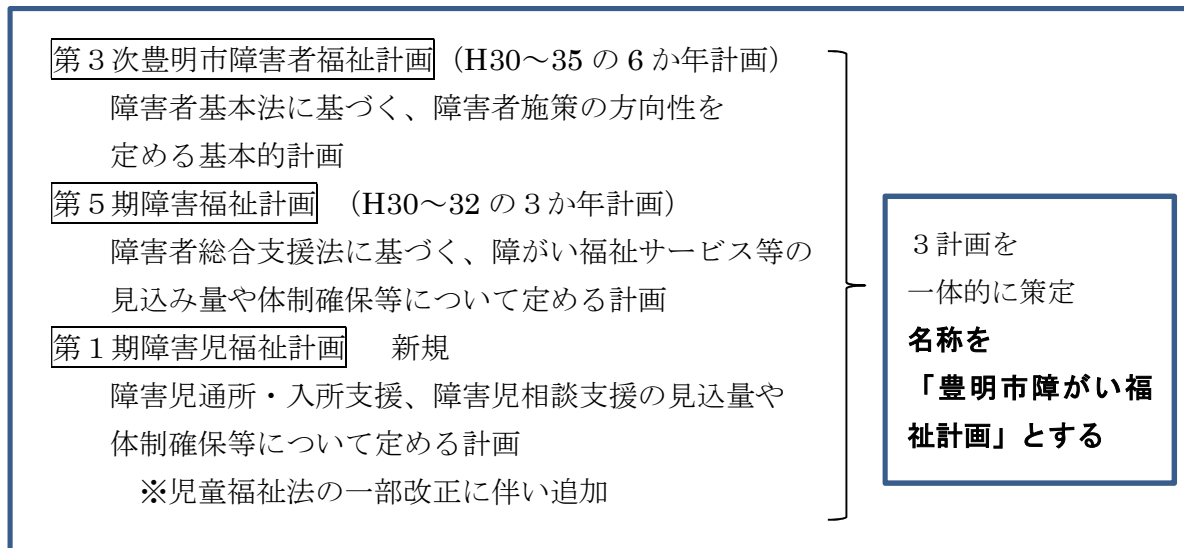 第３次豊明市障害者福祉計画（H30～35 の 6 か年計画）
障害者基本法に基づく、障害者施策の方向性を
定める基本的計画
第５期障害福祉計画　（H30～32 の３か年計画）
障害者総合支援法に基づく、障がい福祉サービス等の
見込み量や体制確保等について定める計画
第１期障害児福祉計画　新規
障害児通所・入所支援、障害児相談支援の見込量や
体制確保等について定める計画
※児童福祉法の一部改正に伴い追加
３計画を
一体的に策定
名称を
「豊明市障がい福
祉計画」とする